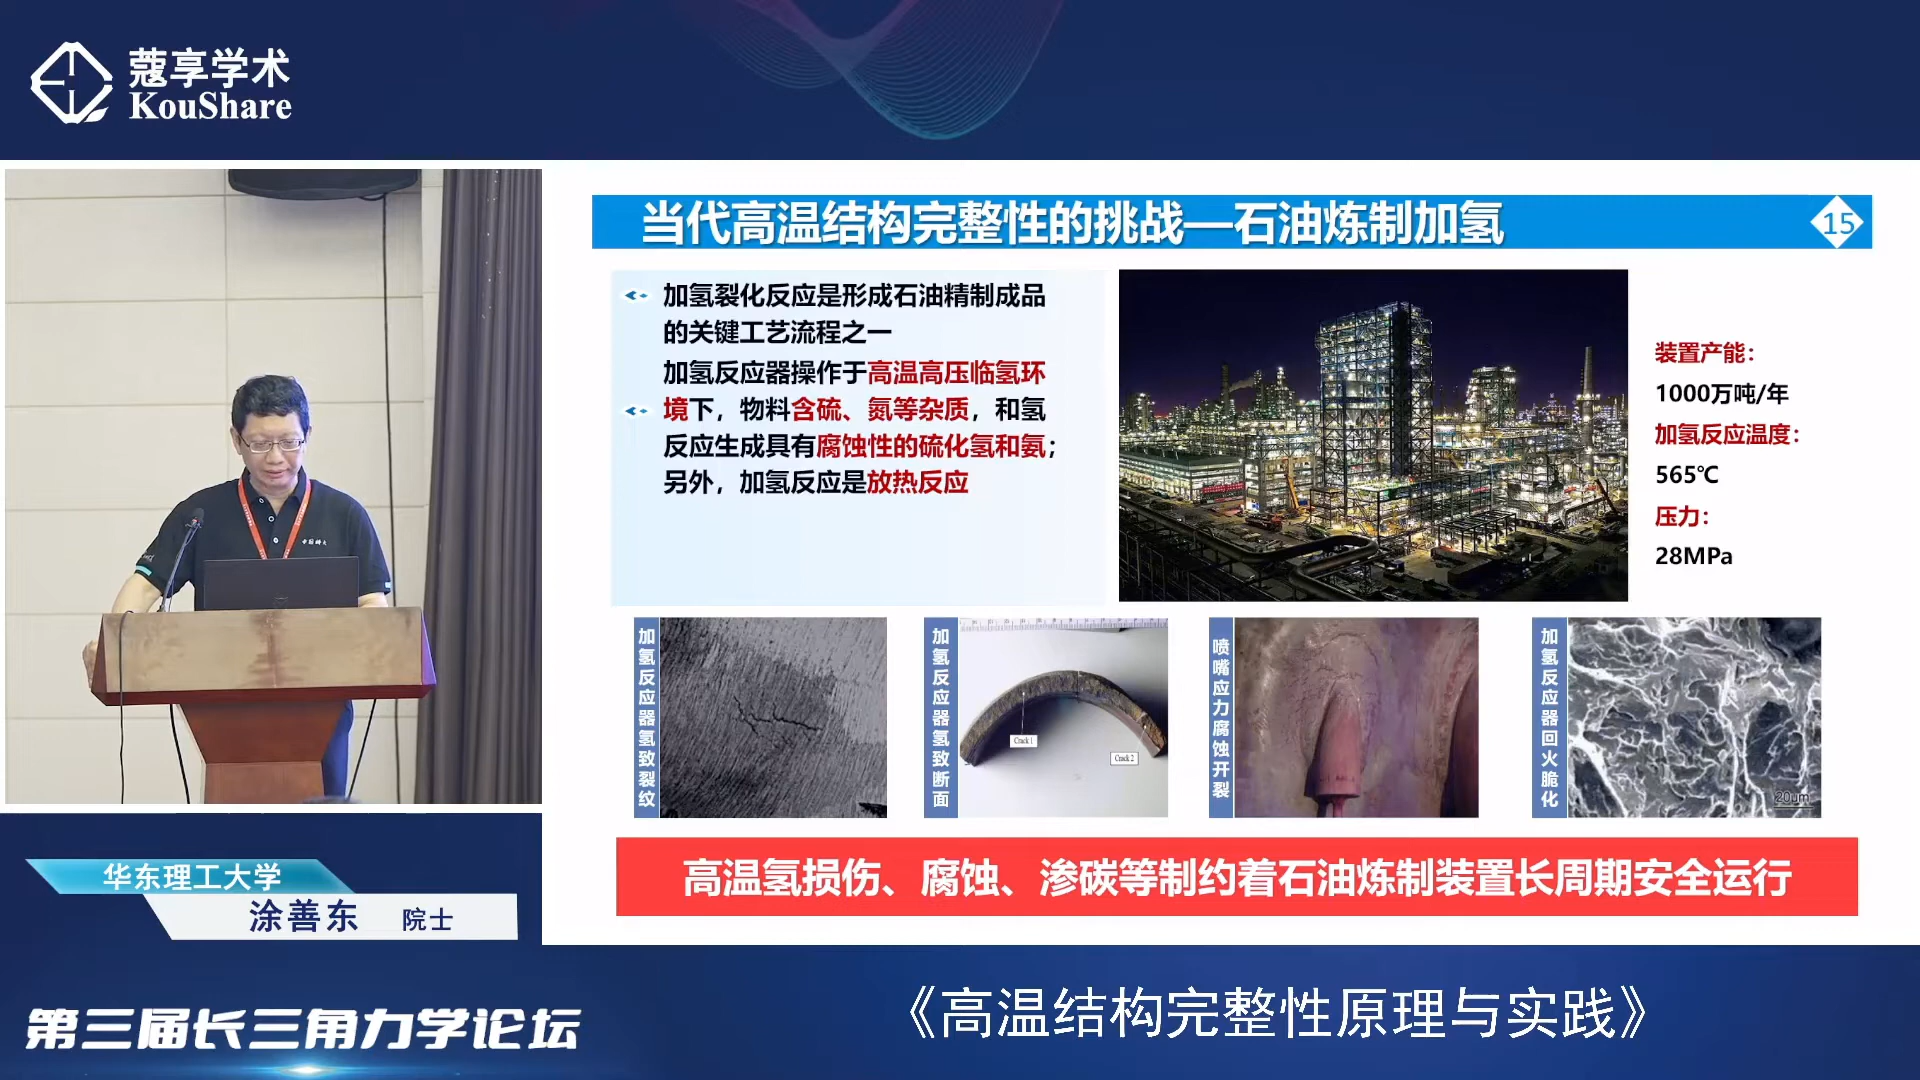 蔻享学术
KouShare
当代高温结构完整性的挑战—石油炼制加氢
15
加氢裂化反应是形成石油精制成品
的关键工艺流程之一
加氢反应器操作于高温高压临氢环
境下，物料含硫、氮等杂质，和氢
反应生成具有腐蚀性的硫化氢和氨；
另外，加氢反应是放热反应
装置产能：
1000万吨/年
加氢反应温度：
565℃
压力：
28MPa
加氢反应器氢致裂纹
加氢反应器氢致断面
Crack 1
Crack 2
喷嘴应力腐蚀开裂
加氢反应器回火脆化
20um
高温氢损伤、腐蚀、渗碳等制约着石油炼制装置长周期安全运行
华东理工大学
涂善东 院士
第三届长三角力学论坛
《高温结构完整性原理与实践》